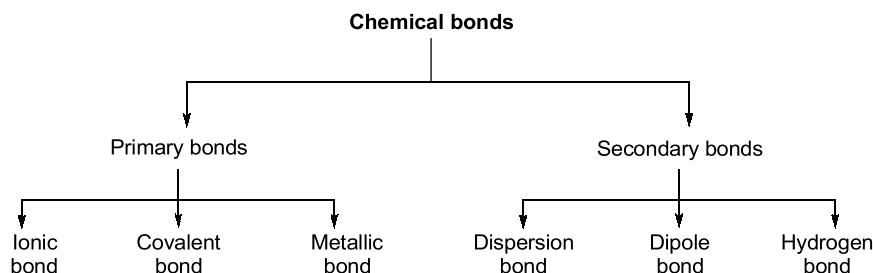 Chemical bonds
Primary bonds
Secondary bonds
Ionic
bond
Covalent
bond
Metallic
bond
Dispersion
bond
Dipole
bond
Hydrogen
bond